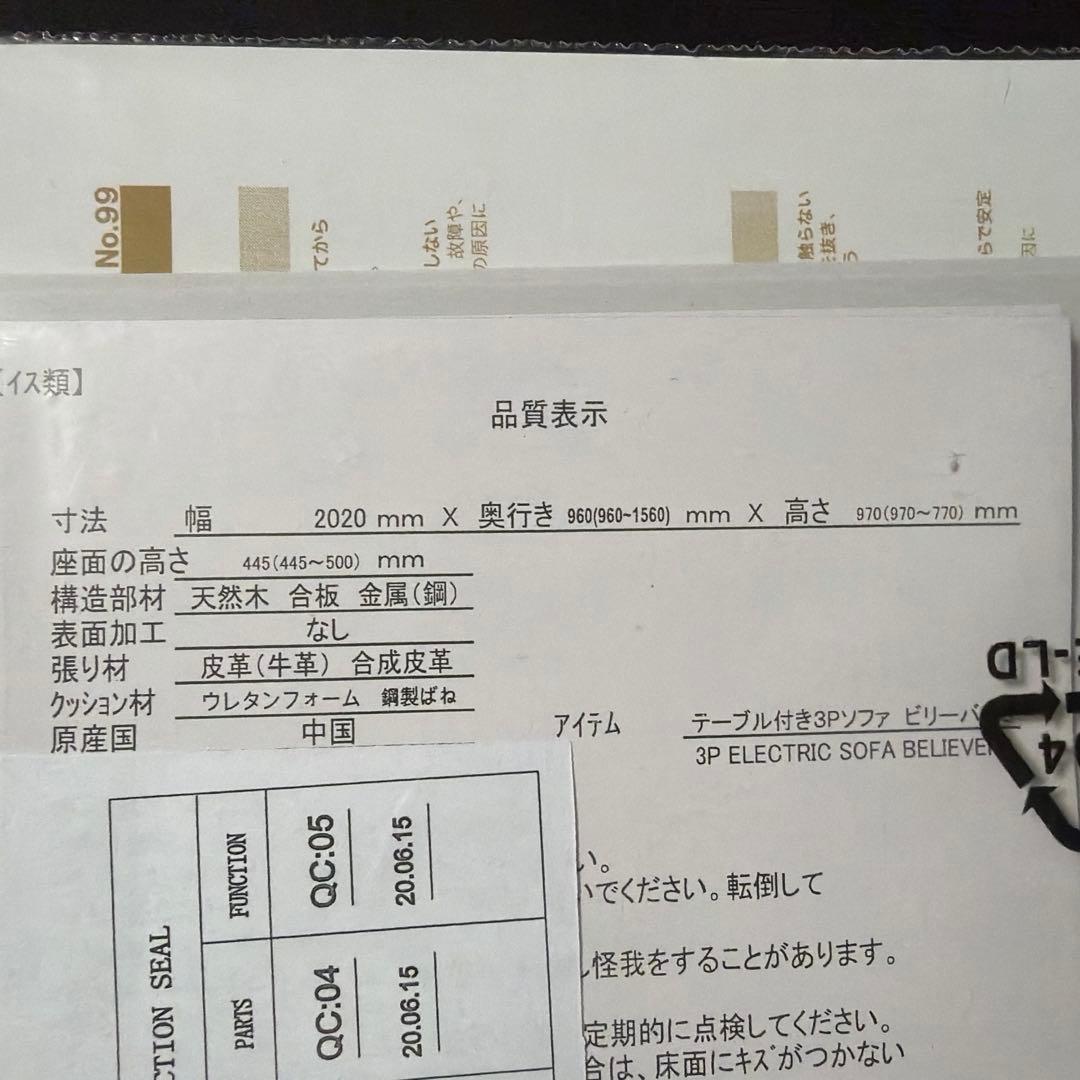 No.99
てから
しない
故障や、
の原因に
触らない
を抜き、
う
らで安定
因に
【イス類】
品質表示
寸法 幅 2020 mm X 奥行き 960(960~1560) mm X 高さ 970(970～770) mm
座面の高さ 445(445～500) mm
構造部材 天然木 合板 金属(鋼)
表面加工 なし
張り材 皮革(牛革) 合成皮革
クッション材 ウレタンフォーム 鋼製ばね
原産国 中国
アイテム テーブル付き3Pソファ ビリーバ
3P ELECTRIC SOFA BELIEVE
-LD
4
い。
いでください。転倒して
し怪我をすることがあります。
定期的に点検してください。
合は、床面にキズがつかない
CTION SEAL
FUNCTION
QC:05
20.06.15
PARTS
QC:04
20.06.15